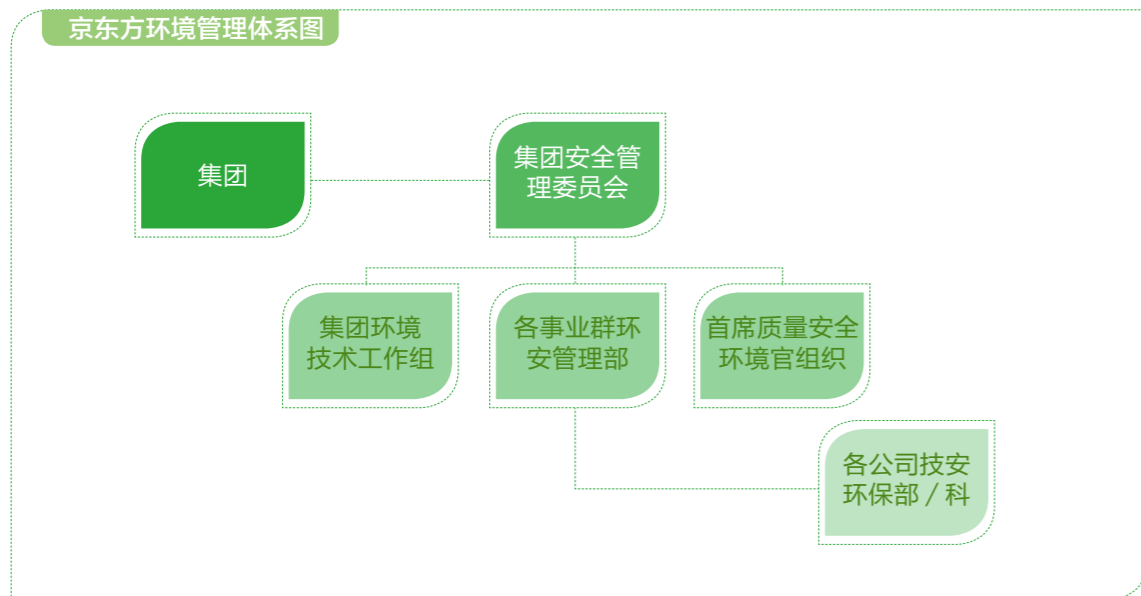 京东方环境管理体系图
集团
集团安全管
理委员会
集团环境
技术工作组
各事业群环
安管理部
首席质量安全
环境官组织
各公司技安
环保部 / 科